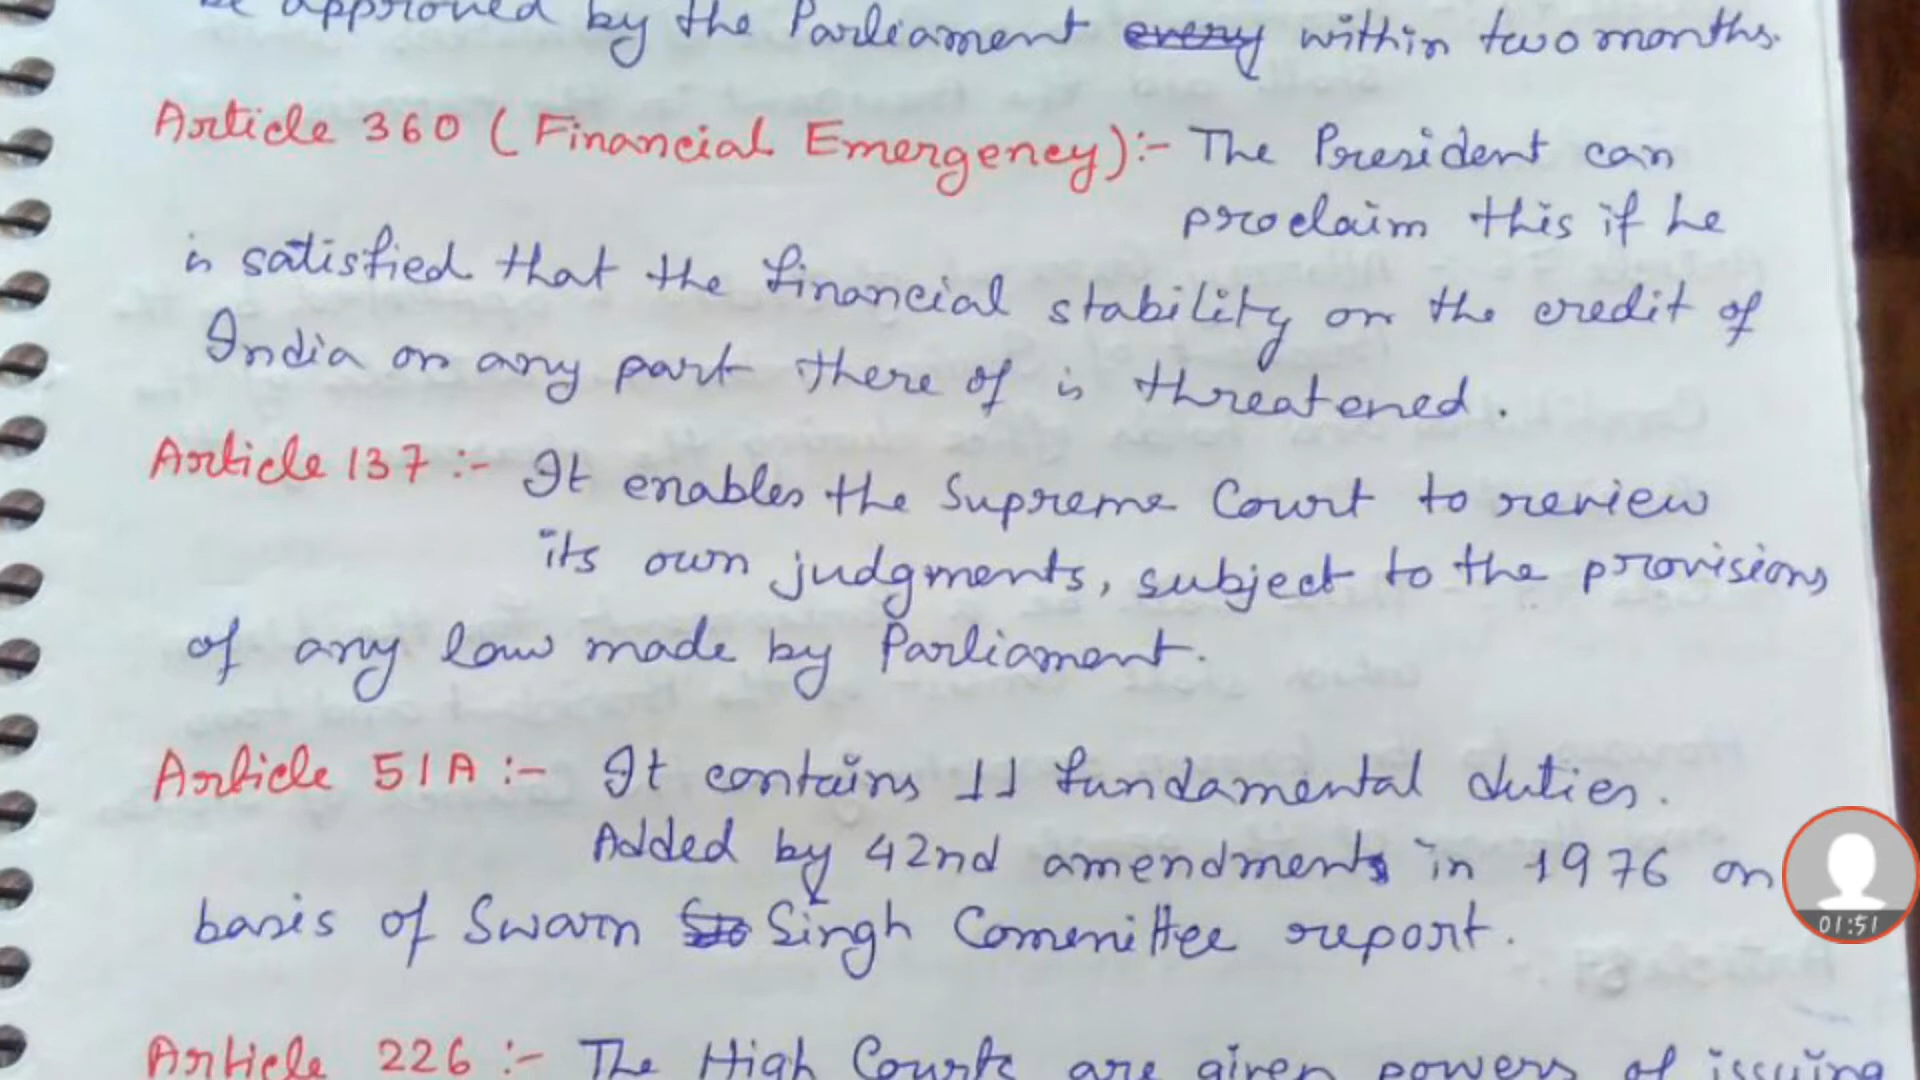 be approved by the Parliament every within two months.
Article 360 (Financial Emergency):- The President can
proclaim this if he
is satisfied that the financial stability or the credit of
India or any part there of is threatened.
Article 137 :- It enables the Supreme Court to review
its own judgments, subject to the provisions
of any law made by Parliament.
Article 51A :- It contains 11 fundamental duties.
Added by 42nd amendments in 1976 on
basis of Swarn Singh Committee report.
Article 226 :- The High Courts are given powers of issuing
01:51